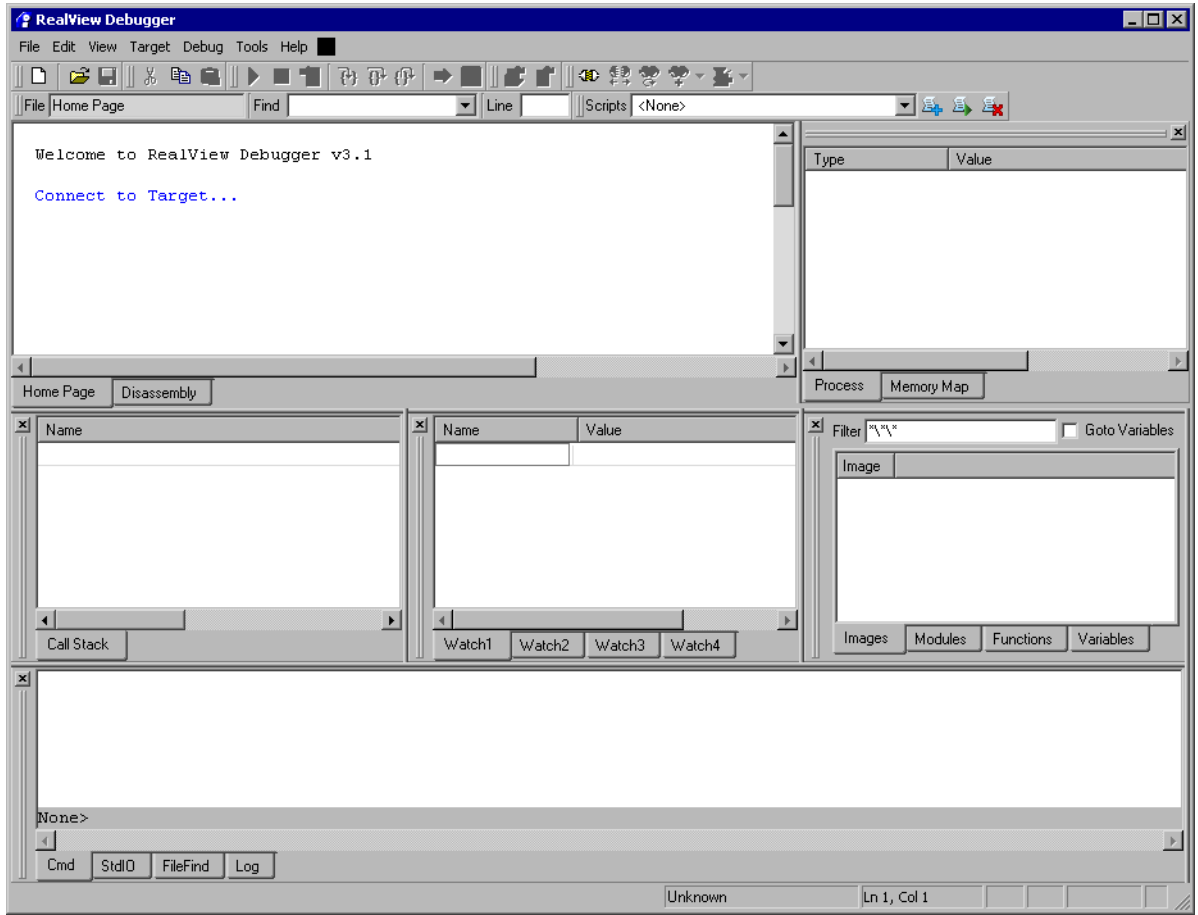 RealView Debugger
File Edit View Target Debug Tools Help
File Home Page Find Line Scripts <None>
Welcome to RealView Debugger v3.1
Connect to Target...
Type Value
Home Page Disassembly
Process Memory Map
Name
Name Value
Filter *\*\* Goto Variables
Image
Call Stack
Watch1 Watch2 Watch3 Watch4
Images Modules Functions Variables
None>
Cmd StdIO FileFind Log
Unknown Ln 1, Col 1